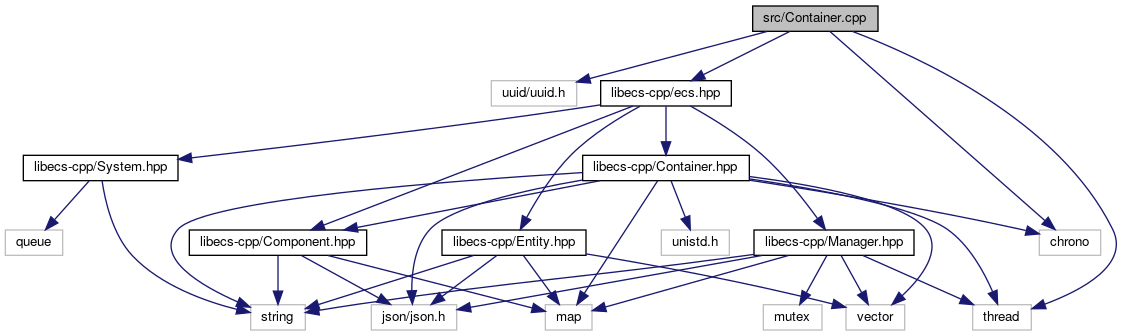 src/Container.cpp
uuid/uuid.h
libecs-cpp/ecs.hpp
libecs-cpp/System.hpp
libecs-cpp/Container.hpp
queue
libecs-cpp/Component.hpp
libecs-cpp/Entity.hpp
unistd.h
libecs-cpp/Manager.hpp
chrono
string
json/json.h
map
mutex
vector
thread